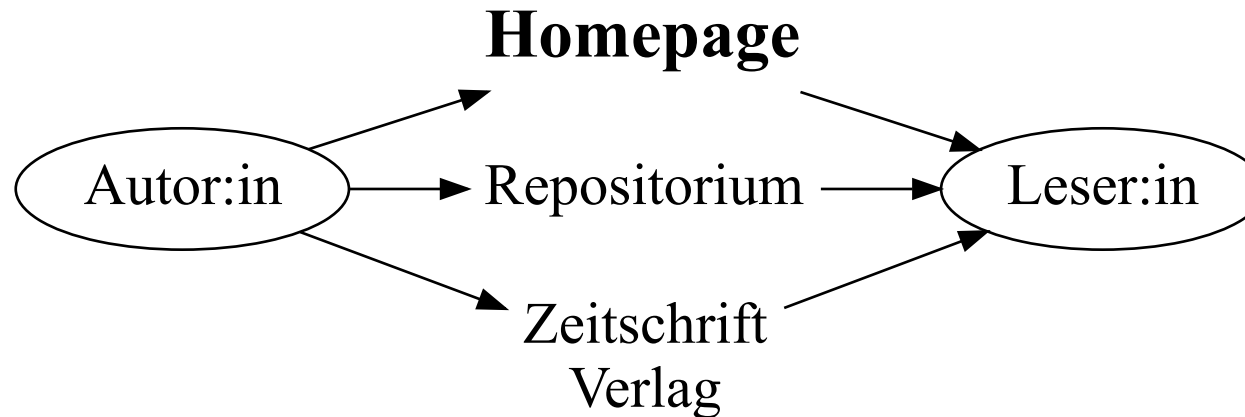 Homepage
Autor:in
Repositorium
Leser:in
Zeitschrift
Verlag